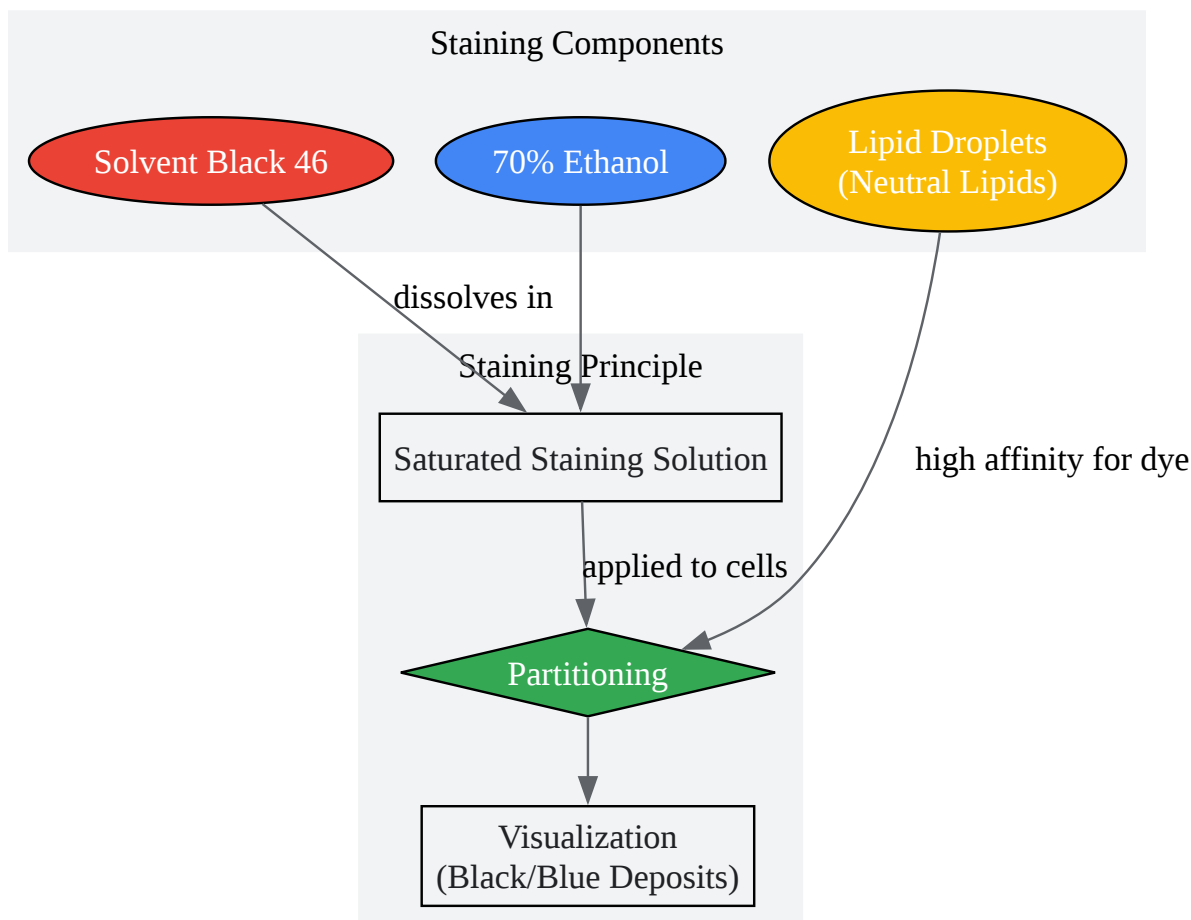 Staining Components
Solvent Black 46
70% Ethanol
Lipid Droplets
(Neutral Lipids)
dissolves in
Staining Principle
Saturated Staining Solution
high affinity for dye
applied to cells
Partitioning
Visualization
(Black/Blue Deposits)